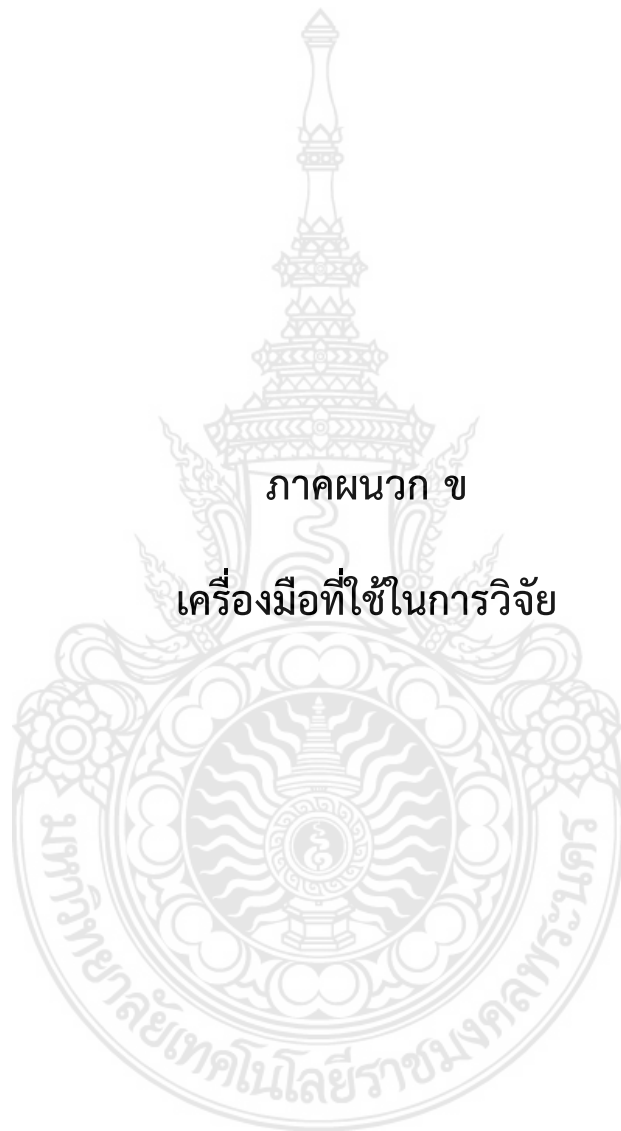 ภาคผนวก ข
เครื่องมือที่ใช้ในการวิจัย
มหาวิทยาลัยเทคโนโลยีราชมงคลพระนคร